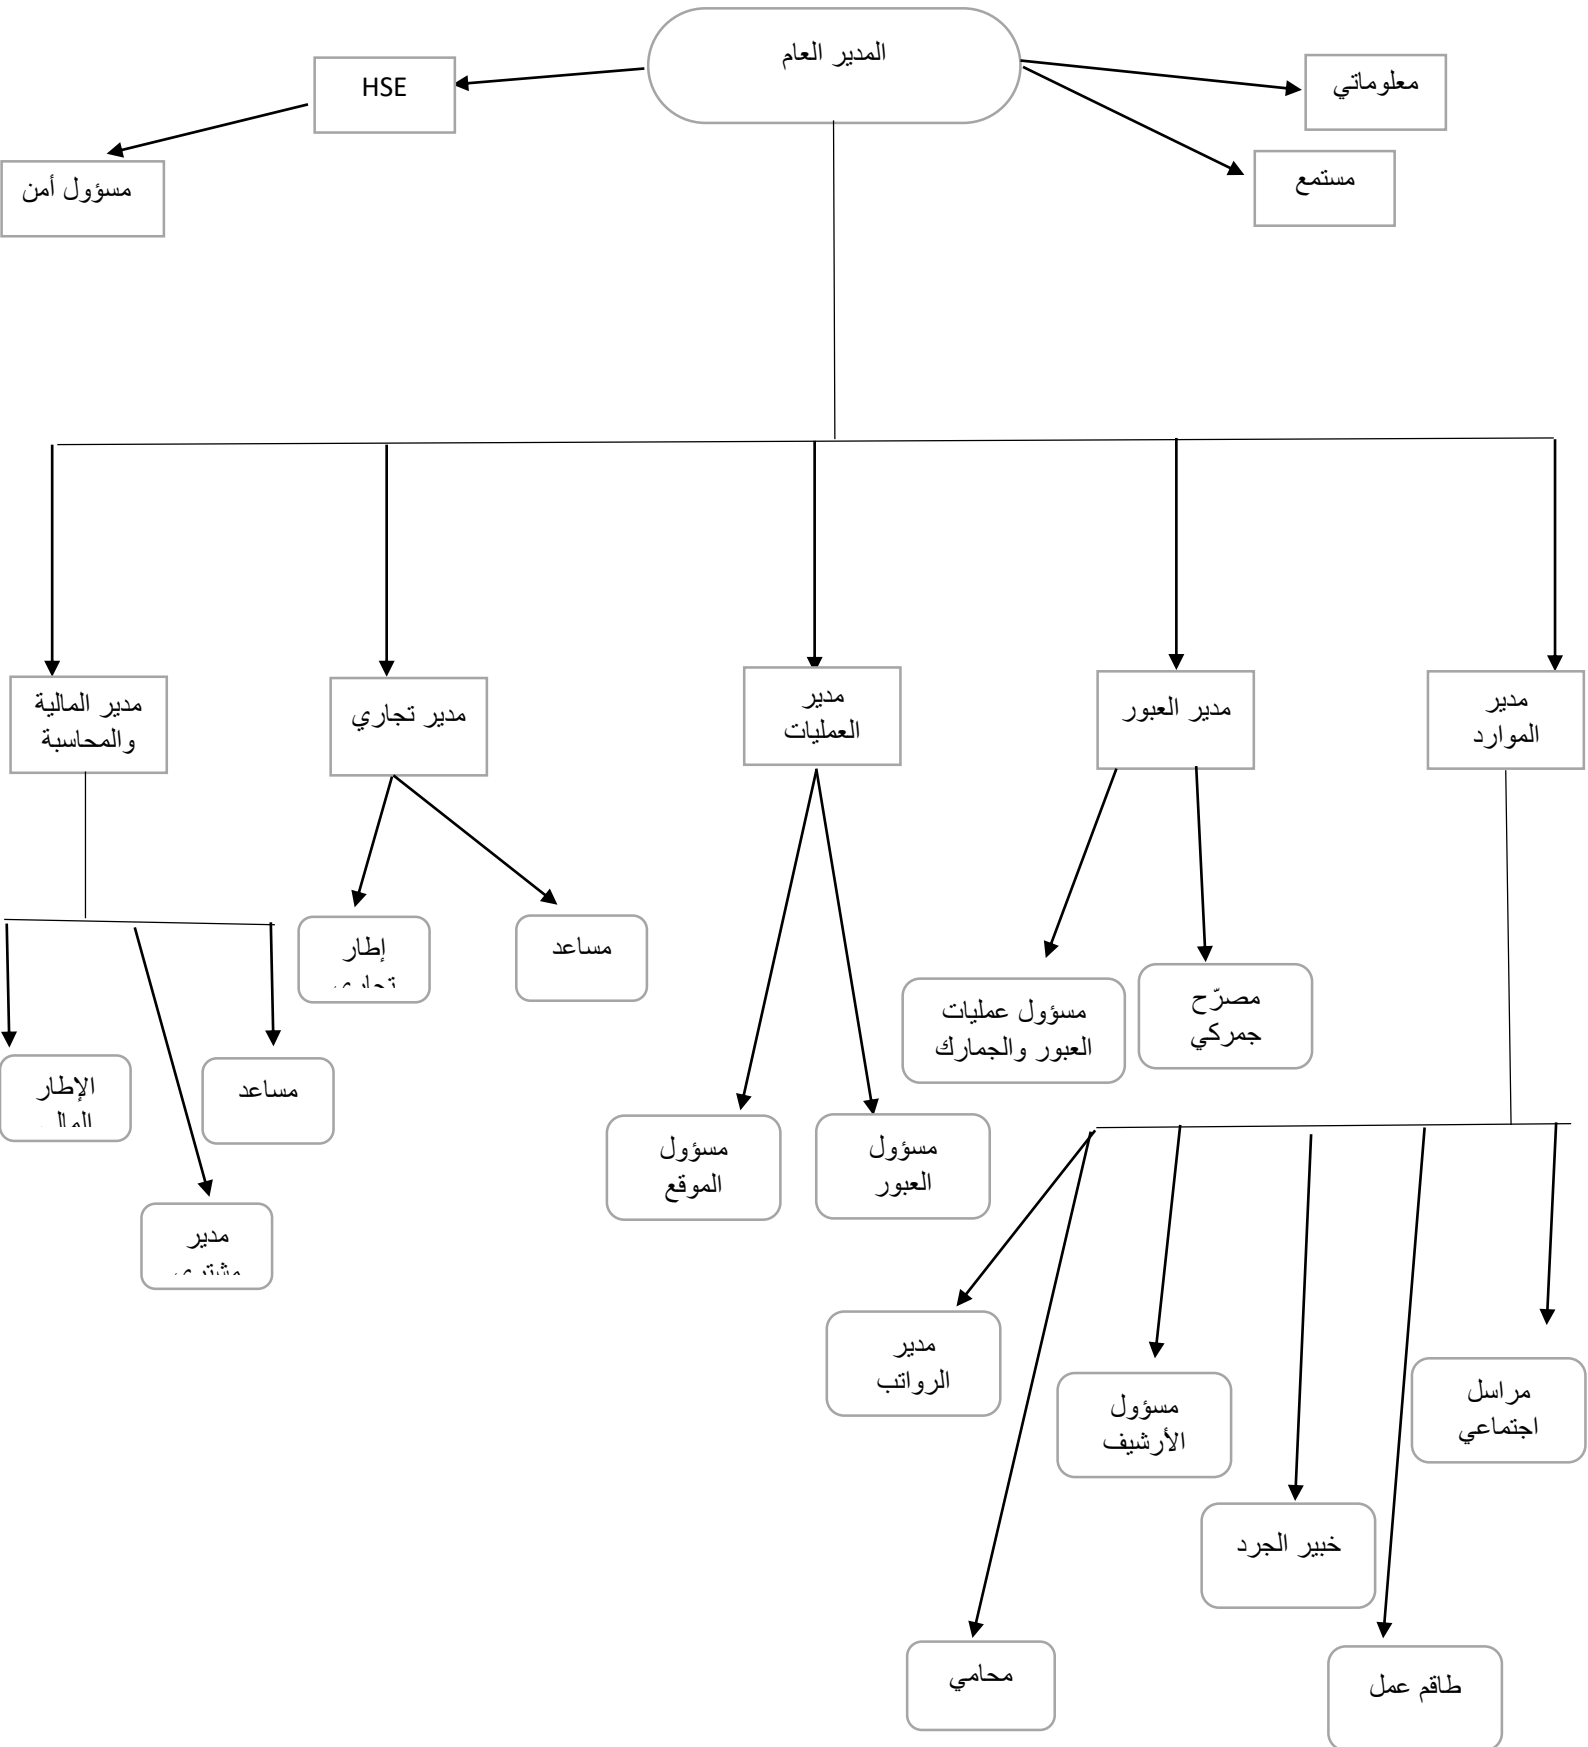 المدير العام
معلوماتي
HSE
مستمع
مسؤول أمن
مدير
الموارد
مدير العبور
مدير
العمليات
مدير تجاري
مدير المالية
والمحاسبة
مصرّح
جمركي
مسؤول عمليات
العبور والجمارك
مساعد
إطار
تجاري
مساعد
الإطار
مسؤول
العبور
مسؤول
الموقع
مدير
مراسل
اجتماعي
مسؤول
الأرشيف
مدير
الرواتب
خبير الجرد
طاقم عمل
محامي